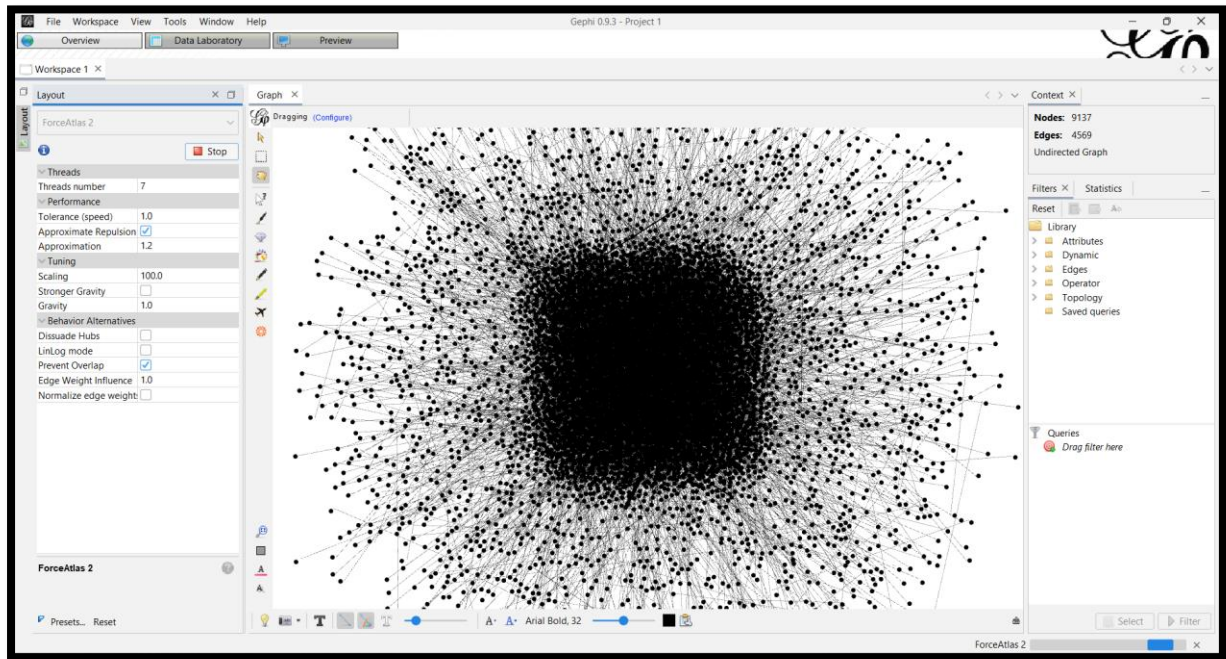 File Workspace View Tools Window Help
Gephi 0.9.3 - Project 1
Overview Data Laboratory Preview
Workspace 1
Layout
Layout
ForceAtlas 2
Stop
Threads
Threads number 7
Performance
Tolerance (speed) 1.0
Approximate Repulsion
Approximation 1.2
Tuning
Scaling 100.0
Stronger Gravity
Gravity 1.0
Behavior Alternatives
Dissuade Hubs
LinLog mode
Prevent Overlap
Edge Weight Influence 1.0
Normalize edge weight
ForceAtlas 2
Presets... Reset
Graph
Dragging (Configure)
A- A- Arial Bold, 32
Context
Nodes: 9137
Edges: 4569
Undirected Graph
Filters Statistics
Reset
Library
Attributes
Dynamic
Edges
Operator
Topology
Saved queries
Queries
Drag filter here
Select Filter
ForceAtlas 2